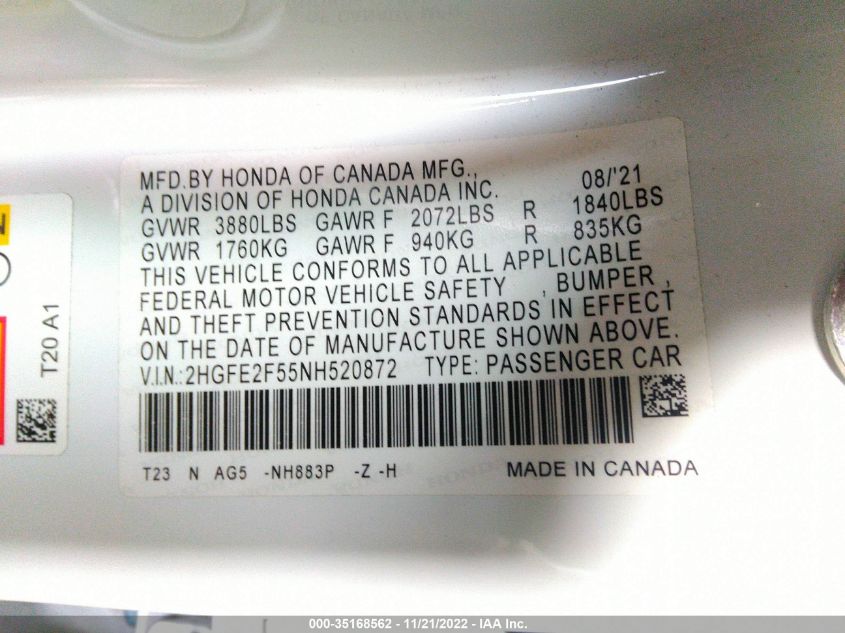 MFD.BY HONDA OF CANADA MFG., 08/'21
A DIVISION OF HONDA CANADA INC.
GVWR 3880LBS GAWR F 2072LBS R 1840LBS
GVWR 1760KG GAWR F 940KG R 835KG
THIS VEHICLE CONFORMS TO ALL APPLICABLE
FEDERAL MOTOR VEHICLE SAFETY , BUMPER ,
AND THEFT PREVENTION STANDARDS IN EFFECT
ON THE DATE OF MANUFACTURE SHOWN ABOVE.
V.I.N.:2HGFE2F55NH520872 TYPE: PASSENGER CAR
T23 N AG5 -NH883P -Z -H MADE IN CANADA
T20 A1
000-35168562 - 11/21/2022 - IAA Inc.